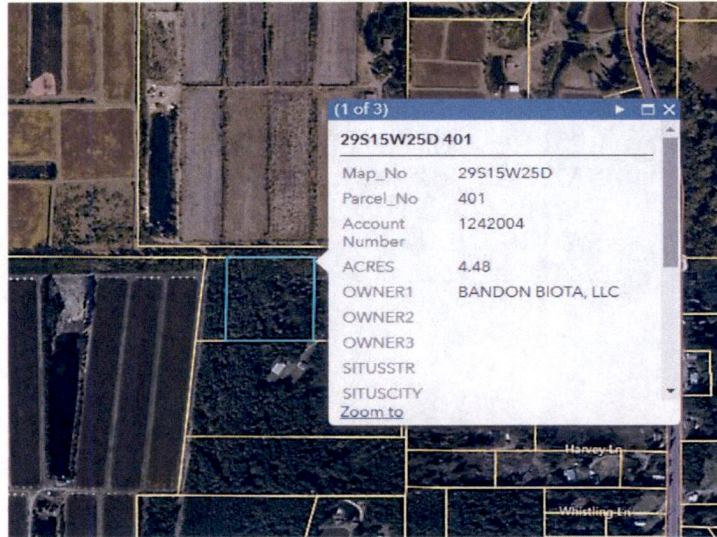 (1 of 3)
29S15W25D 401
Map_No 29S15W25D
Parcel_No 401
Account Number 1242004
ACRES 4.48
OWNER1 BANDON BIOTA, LLC
OWNER2
OWNER3
SITUSSTR
SITUSCITY
Zoom to
Harvey Ln
Whistling Ln